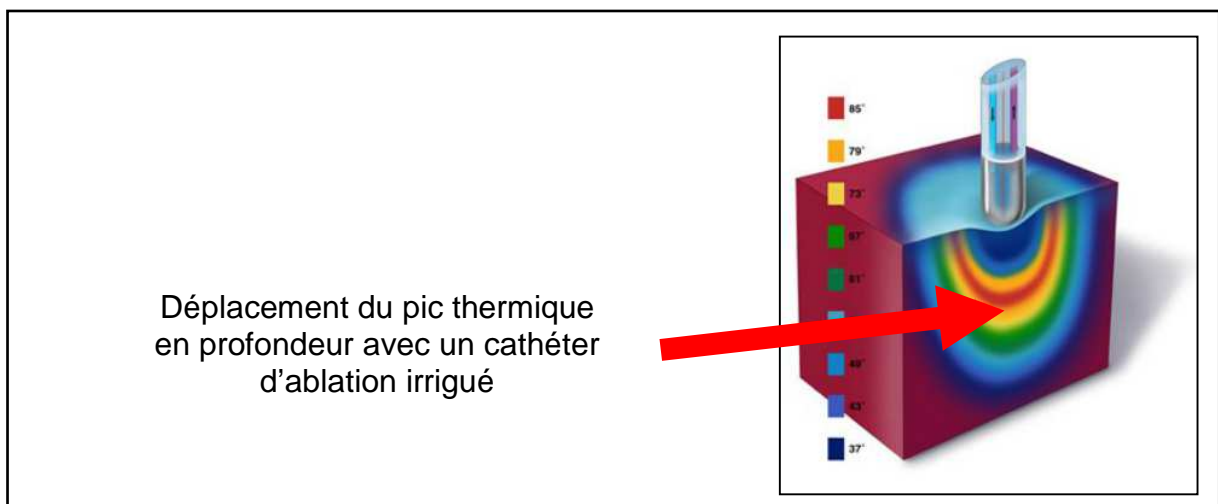 85°
79°
73°
67°
61°
49°
43°
37°
Déplacement du pic thermique
en profondeur avec un cathéter
d’ablation irrigué